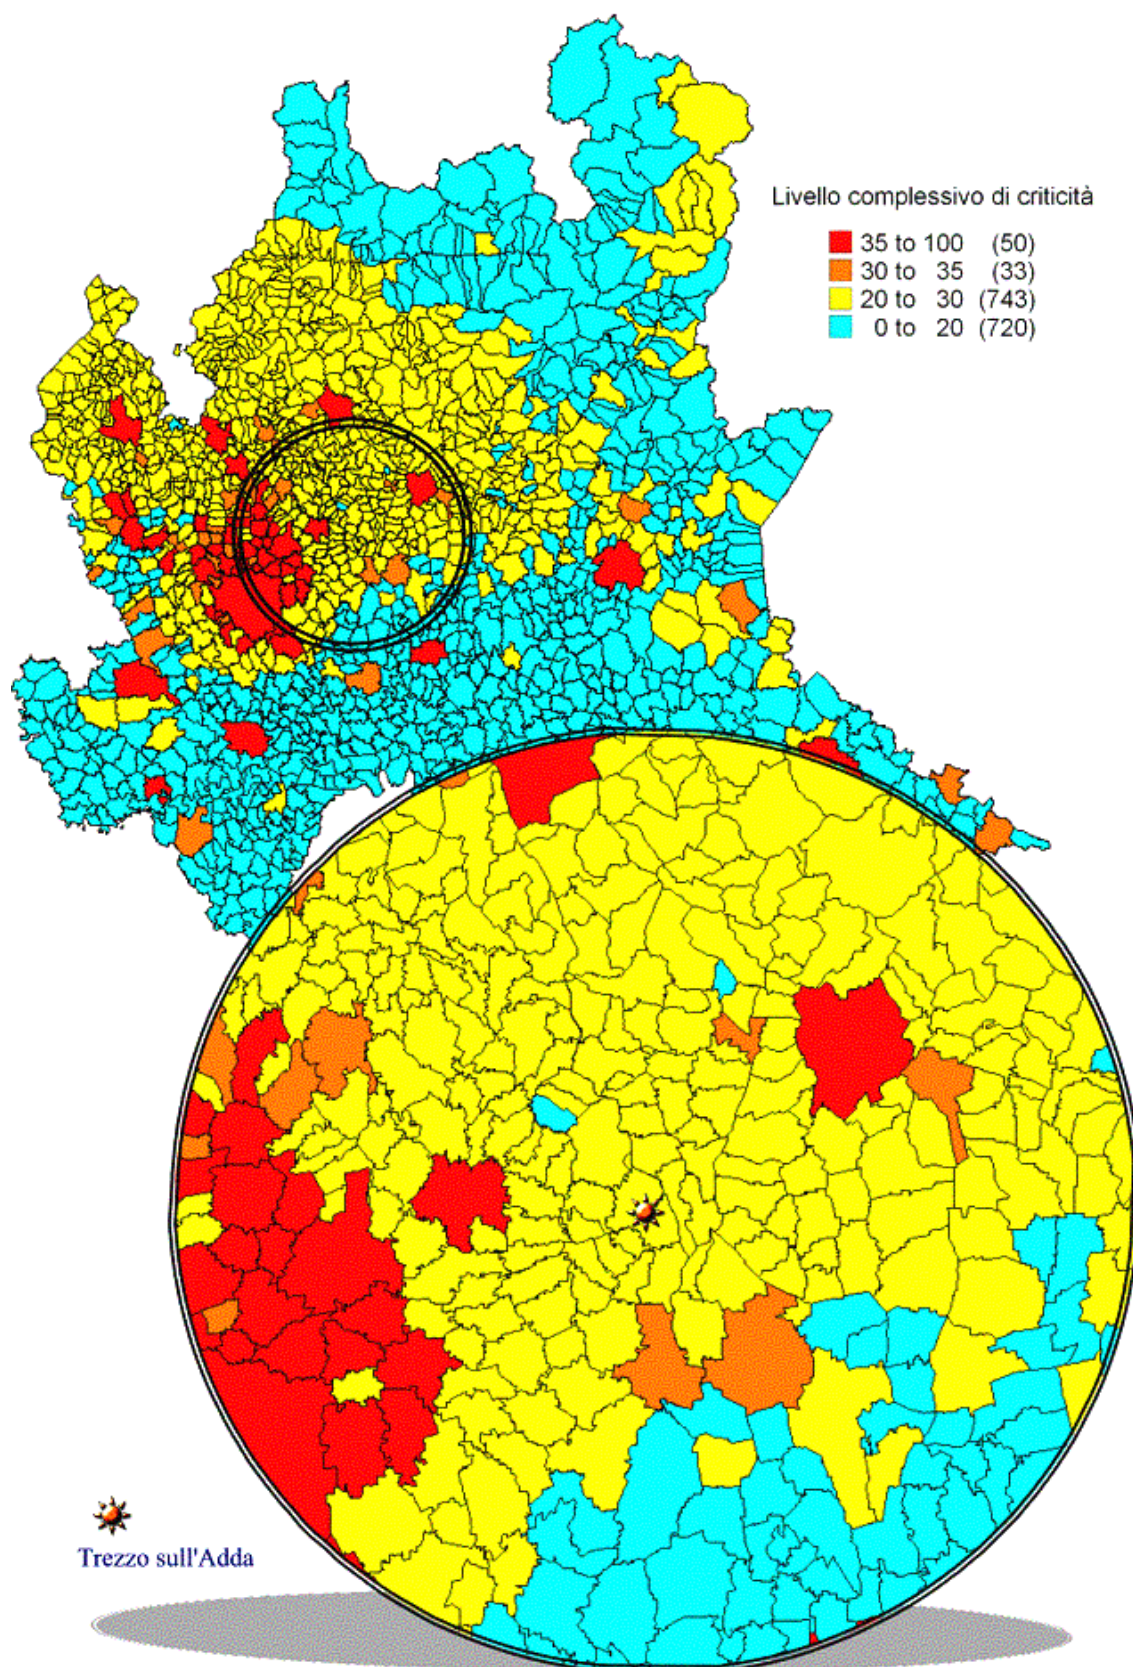 Livello complessivo di criticità
35 to 100 (50)
30 to 35 (33)
20 to 30 (743)
0 to 20 (720)
Trezzo sull'Adda